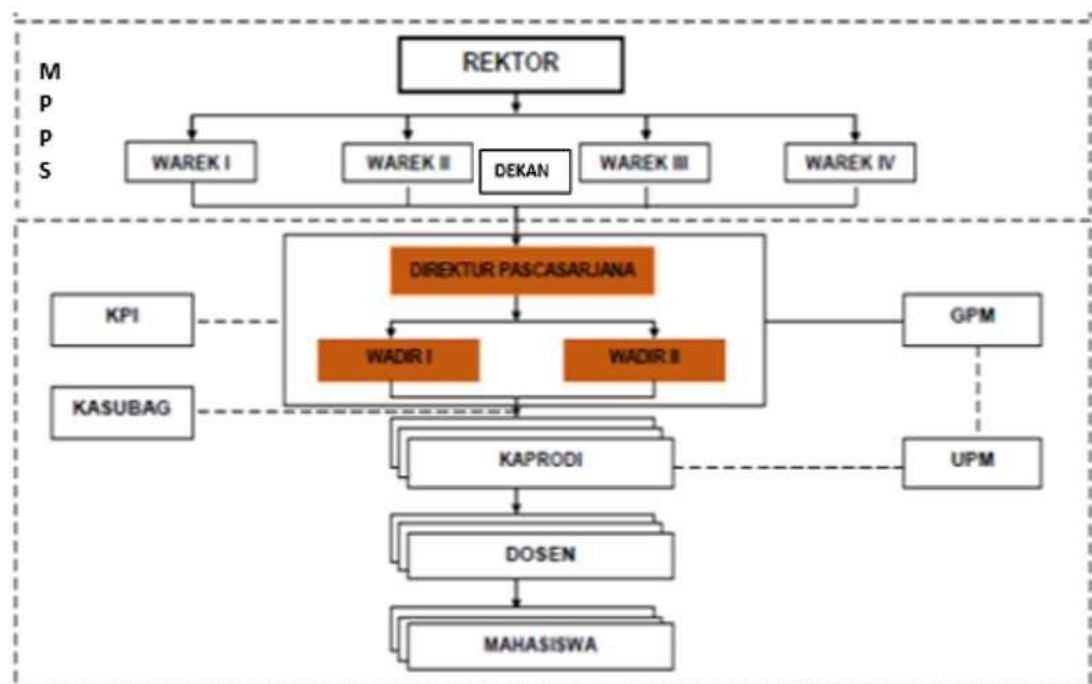 REKTOR
M
P
P
S
WAREK I
WAREK II
DEKAN
WAREK III
WAREK IV
DIREKTUR PASCASARJANA
KPI
GPM
WADIR I
WADIR II
KASUBAG
KAPRODI
UPM
DOSEN
MAHASISWA